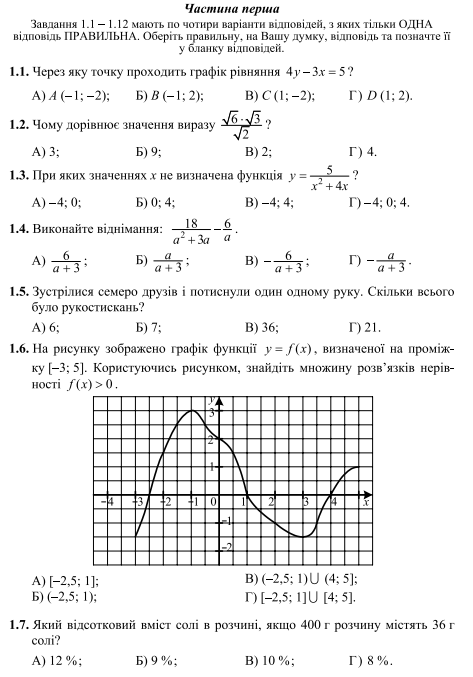 Частина перша
Завдання 1.1 – 1.12 мають по чотири варіанти відповідей, з яких тільки ОДНА
відповідь ПРАВИЛЬНА. Оберіть правильну, на Вашу думку, відповідь та позначте її
у бланку відповідей.
1.1. Через яку точку проходить графік рівняння 4y – 3x = 5 ?
А) A (–1; –2); Б) B (–1; 2); В) C (1; –2); Г) D (1; 2).
1.2. Чому дорівнює значення виразу √6 · √3 / √2 ?
А) 3; Б) 9; В) 2; Г) 4.
1.3. При яких значеннях x не визначена функція y = 5 / (x² + 4x) ?
А) –4; 0; Б) 0; 4; В) –4; 4; Г) –4; 0; 4.
1.4. Виконайте віднімання: 18 / (a² + 3a) – 6 / a .
А) 6 / (a + 3) ; Б) a / (a + 3) ; В) – 6 / (a + 3) ; Г) – a / (a + 3) .
1.5. Зустрілися семеро друзів і потиснули один одному руку. Скільки всього
було рукостискань?
А) 6; Б) 7; В) 36; Г) 21.
1.6. На рисунку зображено графік функції y = f(x), визначеної на проміж-
ку [–3; 5]. Користуючись рисунком, знайдіть множину розв'язків нерів-
ності f(x) > 0 .
y
3
2
1
–4 –3 –2 –1 0 1 2 3 4 x
–1
–2
А) [–2,5; 1]; В) (–2,5; 1) ∪ (4; 5];
Б) (–2,5; 1); Г) [–2,5; 1] ∪ [4; 5].
1.7. Який відсотковий вміст солі в розчині, якщо 400 г розчину містять 36 г
солі?
А) 12 %; Б) 9 %; В) 10 %; Г) 8 %.